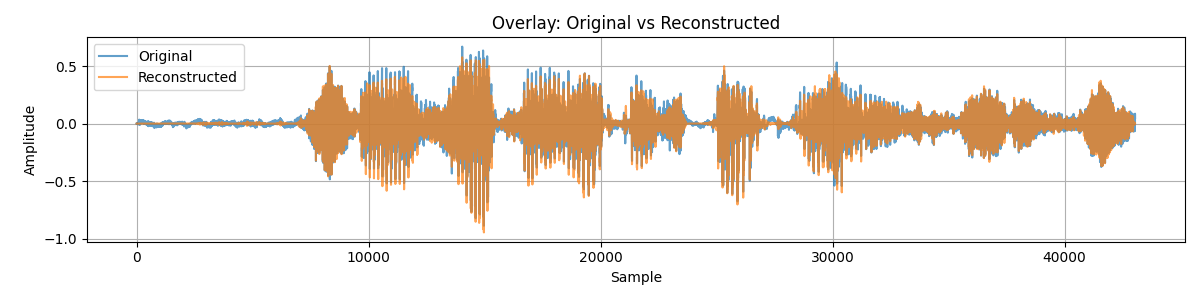 Overlay: Original vs Reconstructed
Original
Reconstructed
Amplitude
0.5
0.0
−0.5
−1.0
0 10000 20000 30000 40000
Sample